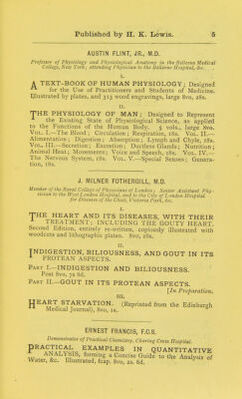 Published by H. K. Lewis. 5
AUSTIN FLINT, JR., M.D.
Professor of Physiology and Physiological Anatomy in the Bellevue Medical
College, New York; attending Physician to the Bellevue Hospital, &c.
I.
A TEXT-BOOK OF HUMAN PHYSIOLOGY; Designed
for the Use of Practitioners and Students of Medicine.
Illustrated by plates, and 313 wood engravings, large 8vo, 28s.
II.
THE PHYSIOLOGY OF MAN; Designed to Represent
the Existing State of Physiological Science, as applied
to the Functions of the Human Body. 5 vols., large 8vo.
Vol. I.—The Blood; Circulation; Respiration, 18s. Vol. II.—
Alimentation; Digestion; Absorption; Lymph and Chyle, 18s.
Vol. III.—Secretion; Excretion; Ductless Glands; Nutrition;
Animal Heat; Movements; Voice and Speech, 18s. Vol. IV.—
The Nervous System, 18s. Vol. V.—Special Senses; Genera-
tion, 18s.
J. MILNER FOTHERGILL, M.D.
Member of the Royal College of Physicians of London; Senior Assistant Phy-
sician to the West London Hospital, and to the City of London Hospital
for Diseases of the Chest, Victoria Park, &c.
I.
THE HEART AND ITS DISEASES, WITH THEIR
TREATMENT; INCLUDING THE GOUTY HEART.
Second Edition, entirely re-written, copiously illustrated with
woodcuts and lithographic plates. 8vo, 16s.
II.
INDIGESTION, BILIOUSNESS, AND GOUT IN ITS
PROTEAN ASPECTS.
Part I.—INDIGESTION AND BILIOUSNESS.
Post 8vo, 7s 6d.
Part II.—GOUT IN ITS PROTEAN ASPECTS.
[In Preparation.
III.
HEART STARVATION. (Reprinted from the Edinburgh
Medical Journal), 8vo, 1s.
ERNEST FRANCIS, F.C.S.
Demonstrator of Practical Chemistry, Charing Cross Hospital.
PRACTICAL EXAMPLES IN QUANTITATIVE
ANALYSIS, forming a Concise Guide to the Analysis of
Water, &c. Illustrated, fcap. 8vo, 2s. 6d.